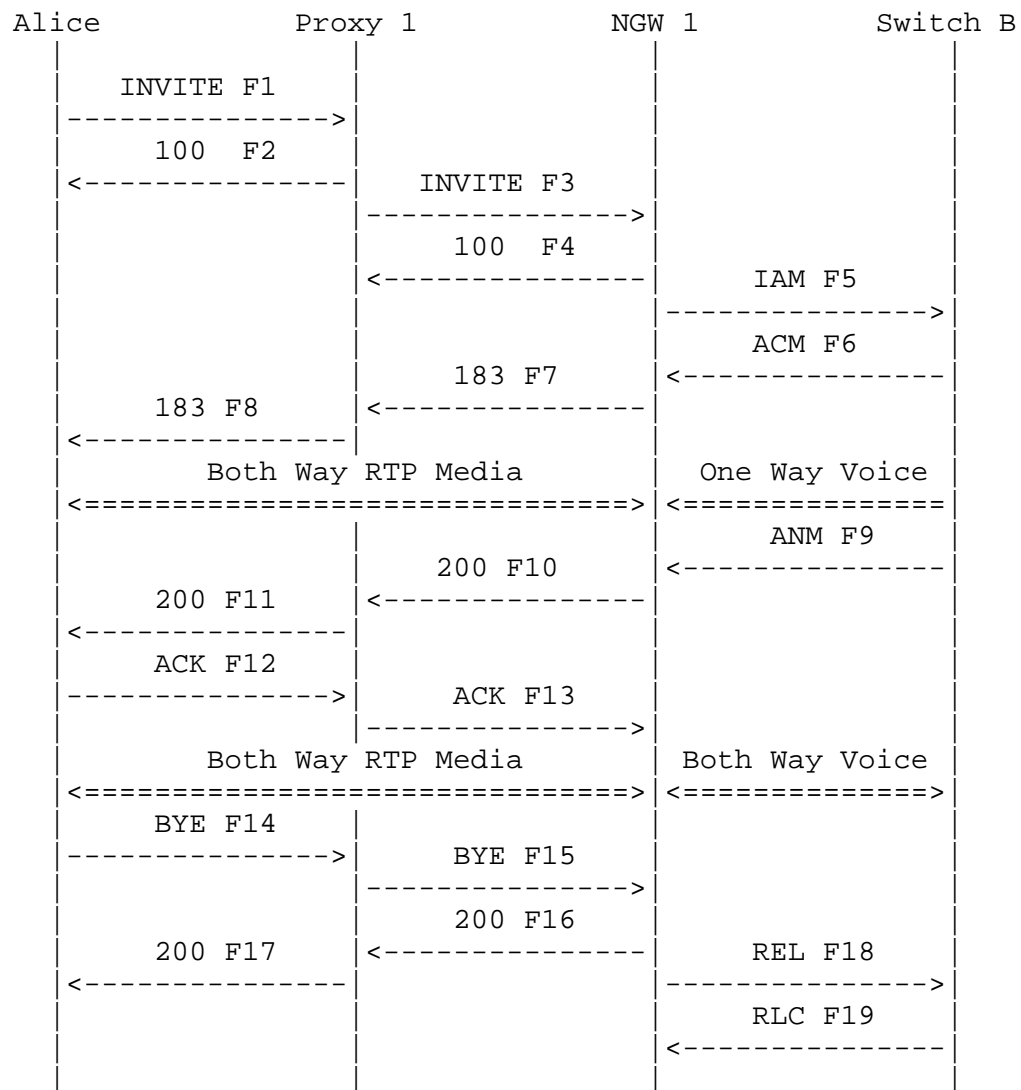 Alice Proxy 1 NGW 1 Switch B
INVITE F1
100 F2
INVITE F3
100 F4
IAM F5
ACM F6
183 F7
183 F8
Both Way RTP Media One Way Voice
ANM F9
200 F10
200 F11
ACK F12
ACK F13
Both Way RTP Media Both Way Voice
BYE F14
BYE F15
200 F16
200 F17 REL F18
RLC F19